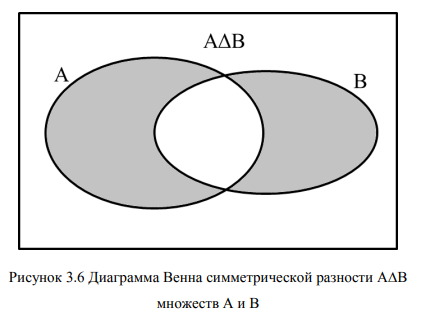 AΔB
A
B
Рисунок 3.6 Диаграмма Венна симметрической разности AΔB
множеств A и B